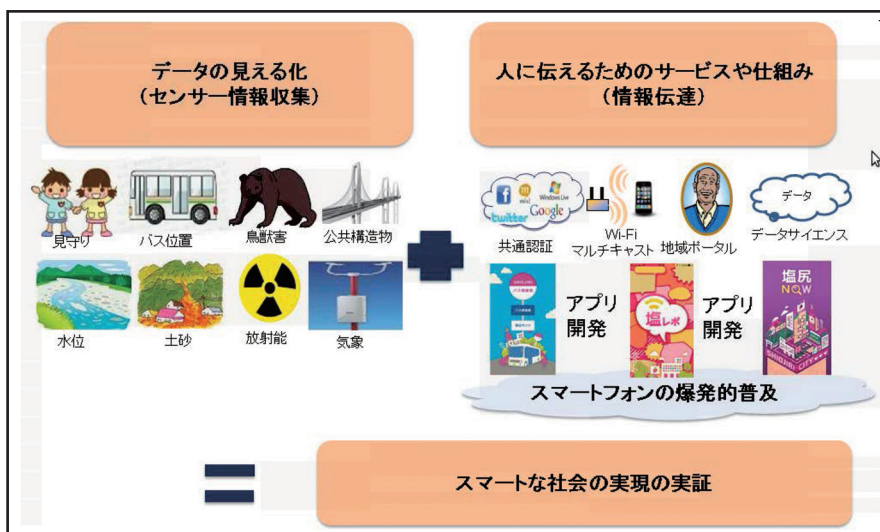 データの見える化
（センサー情報収集）
人に伝えるためのサービスや仕組み
（情報伝達）
見守り
バス位置
鳥獣害
公共構造物
水位
土砂
放射能
気象
mixi
Windows Live
twitter
Google
データ
共通認証
Wi-Fi
マルチキャスト
地域ポータル
データサイエンス
アプリ
開発
塩レポ
アプリ
開発
塩尻
NOW
SHIOJIRI-CITY
スマートフォンの爆発的普及
スマートな社会の実現の実証